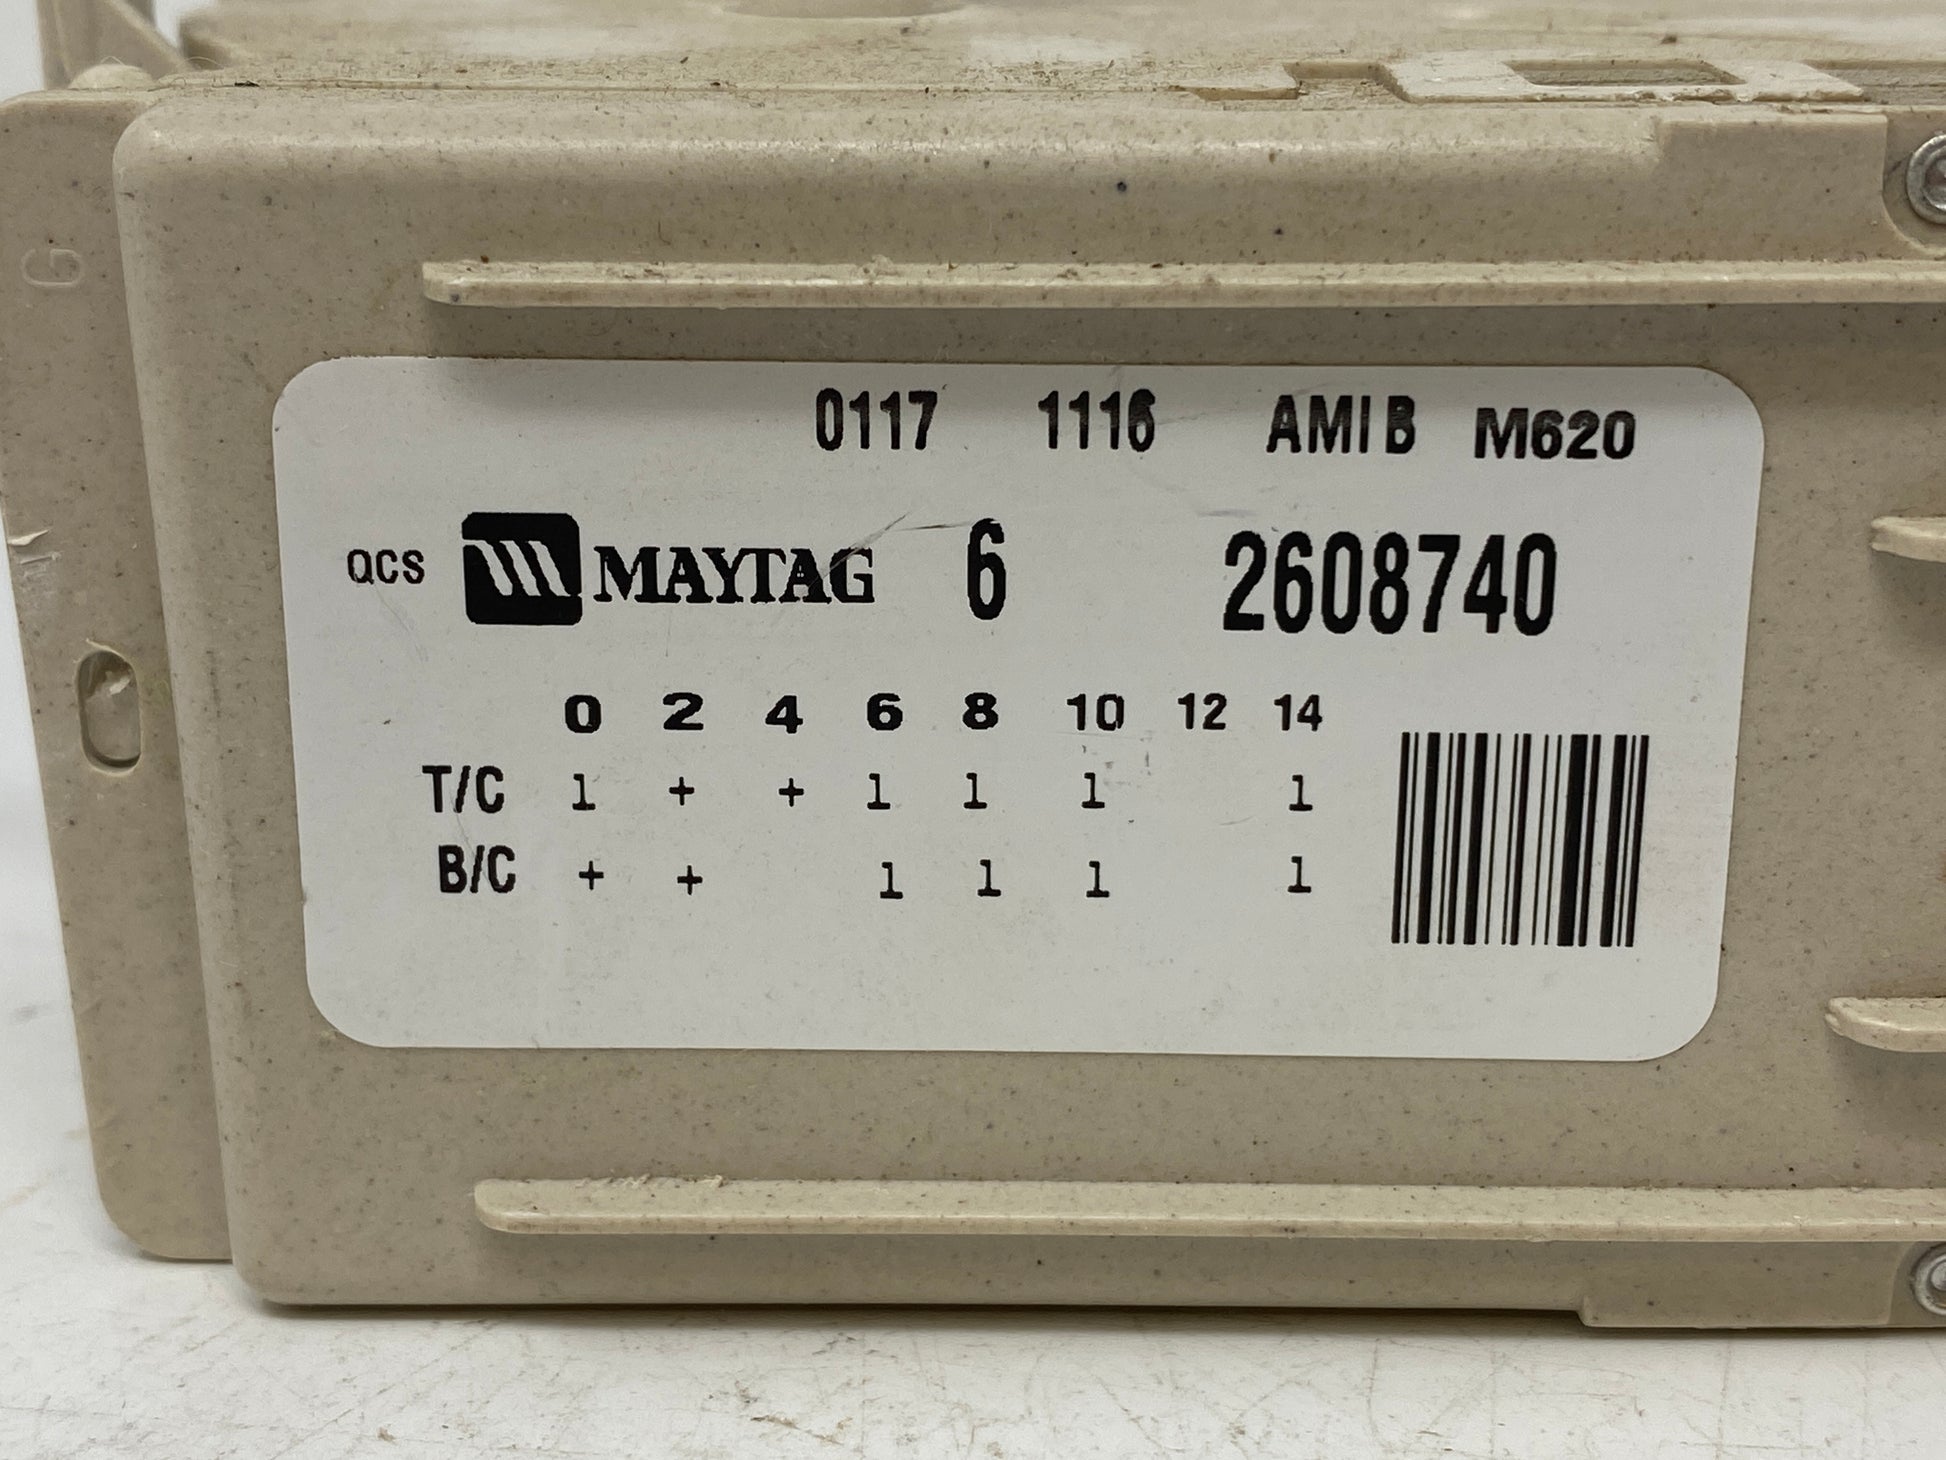 G
0117 1116 AMI B M620
QCS MAYTAG 6 2608740
0 2 4 6 8 10 12 14
T/C 1 + + 1 1 1 1
B/C + + 1 1 1 1